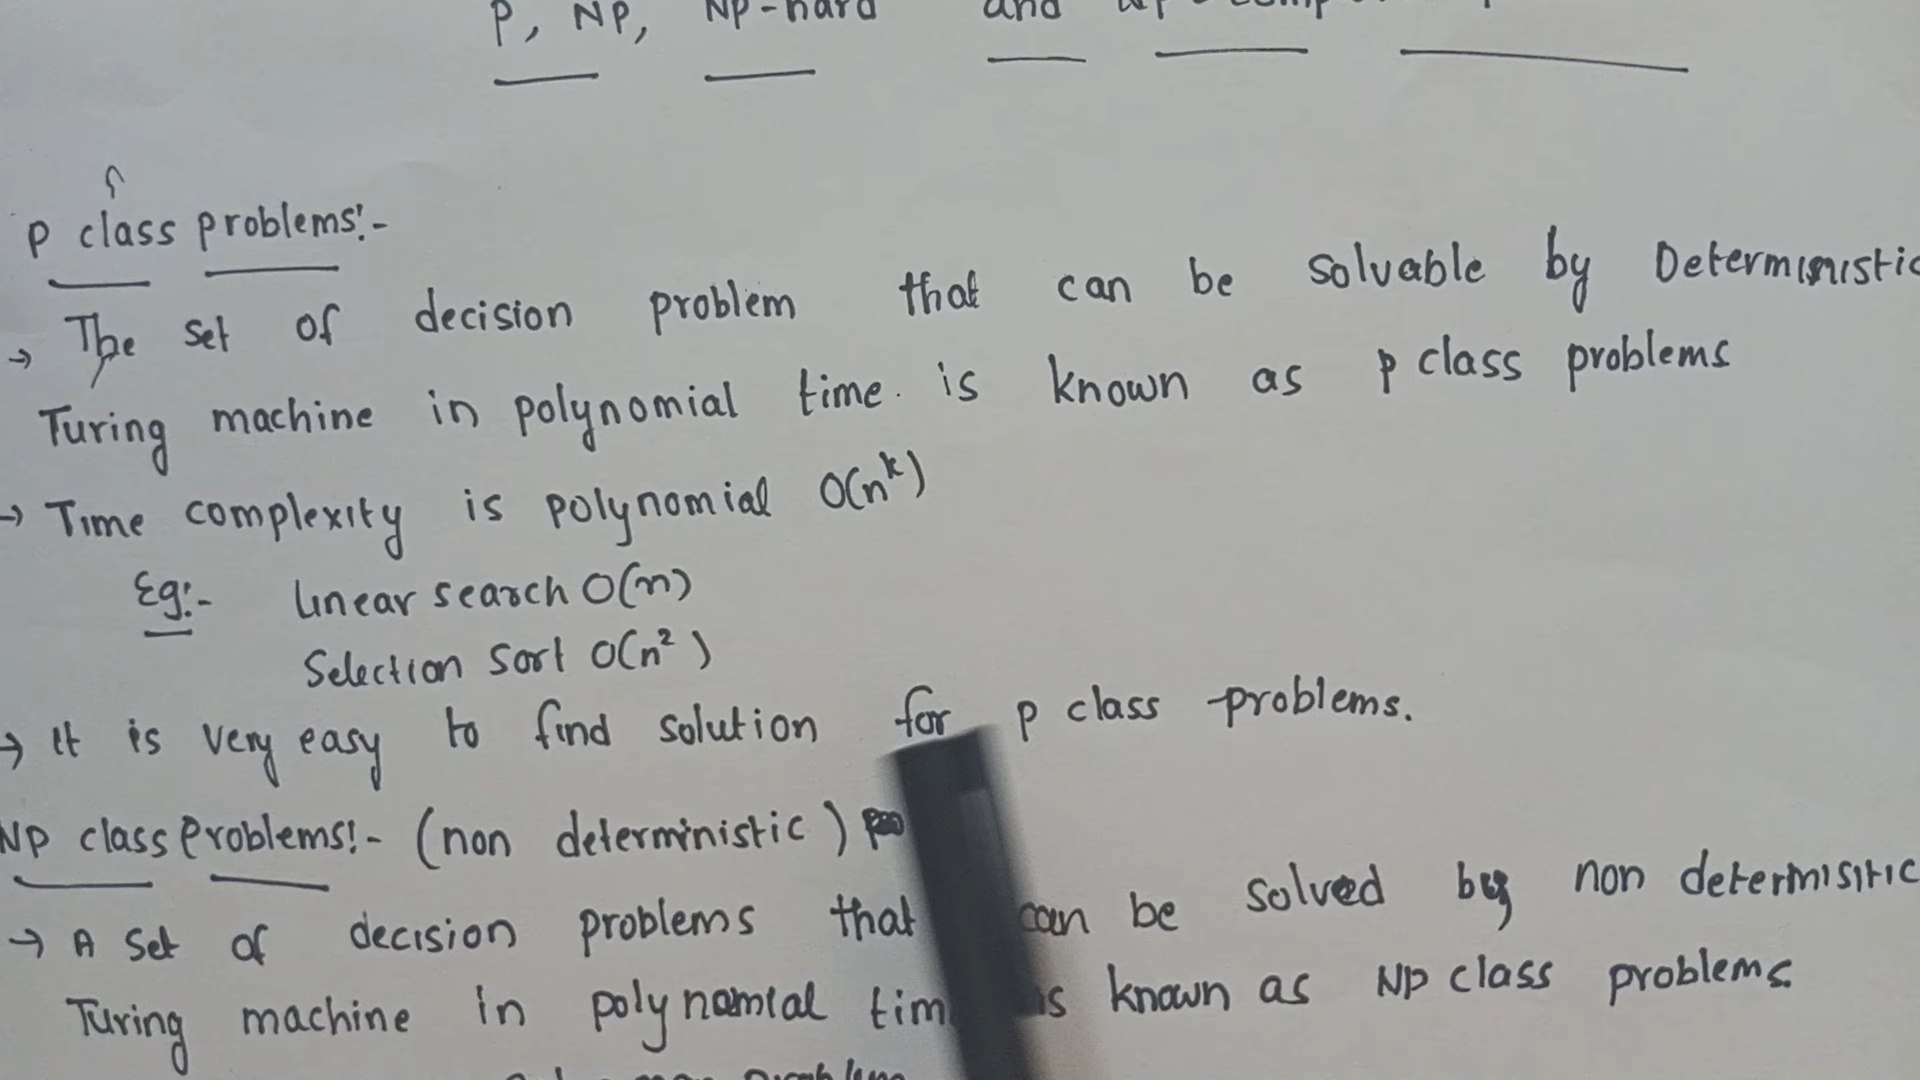 P, NP, NP-hard and
P class problems:-
→ The set of decision problem that can be solvable by Deterministic
Turing machine in polynomial time. is known as p class problems
→ Time complexity is polynomial O(n^k)
Eg:- Linear search O(n)
Selection sort O(n²)
→ It is very easy to find solution for p class problems.
NP class Problems:- (non deterministic)
→ A set of decision problems that can be solved by non determisitic
Turing machine in polynomial tim is known as NP class problems.